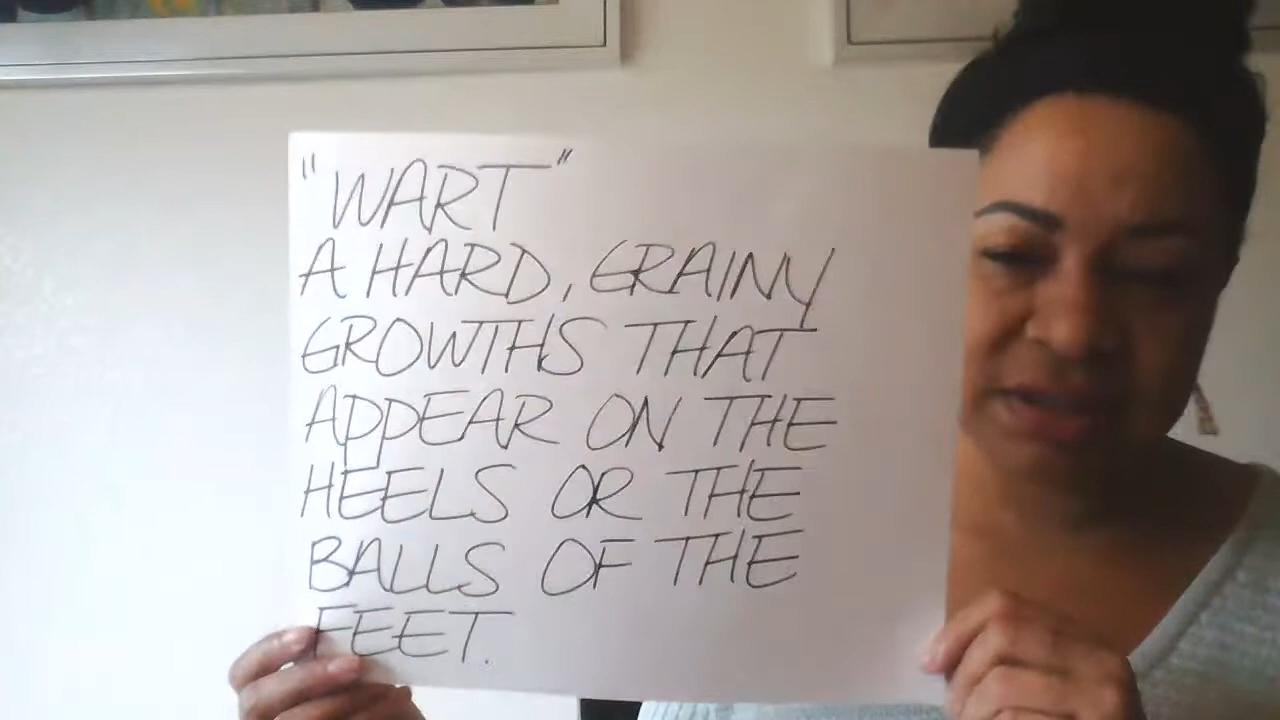 "WART"
A HARD, GRAINY
GROWTHS THAT
APPEAR ON THE
HEELS OR THE
BALLS OF THE
FEET.